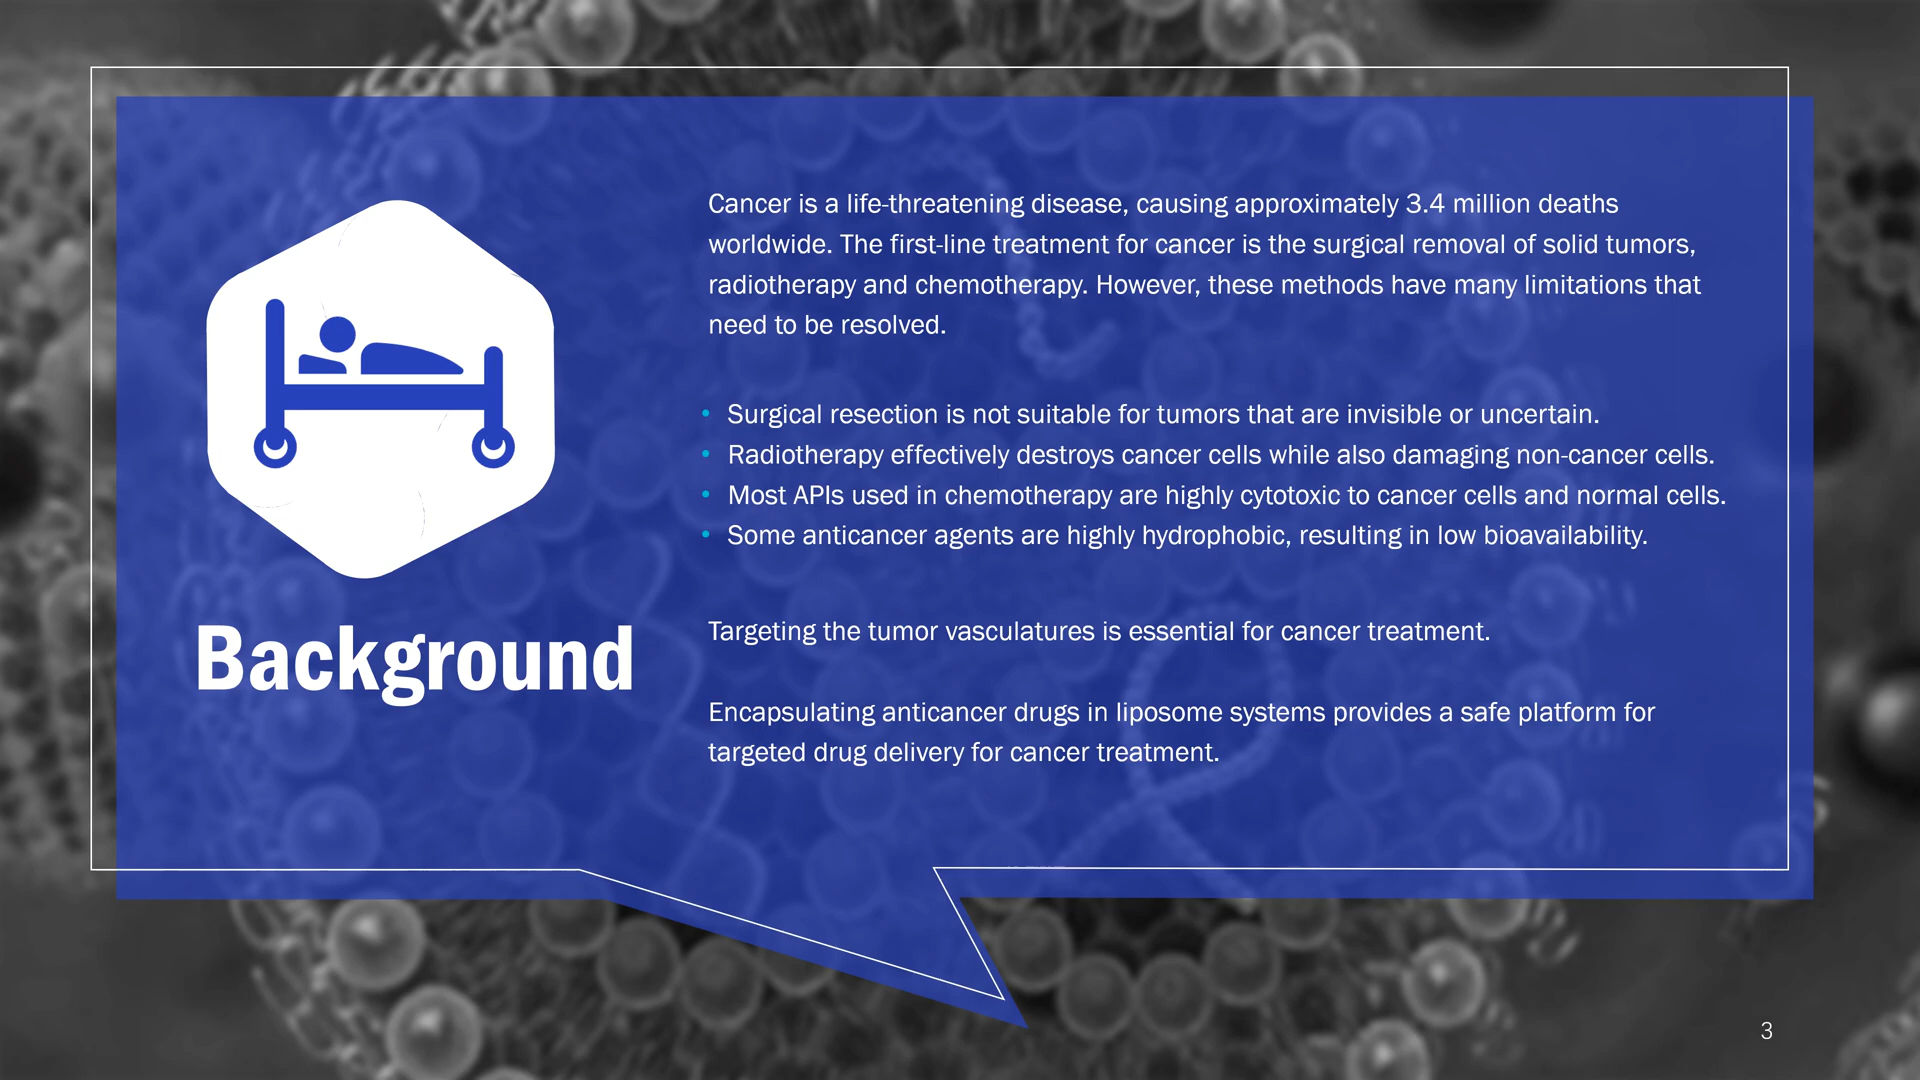 Cancer is a life-threatening disease, causing approximately 3.4 million deaths
worldwide. The first-line treatment for cancer is the surgical removal of solid tumors,
radiotherapy and chemotherapy. However, these methods have many limitations that
need to be resolved.
• Surgical resection is not suitable for tumors that are invisible or uncertain.
• Radiotherapy effectively destroys cancer cells while also damaging non-cancer cells.
• Most APIs used in chemotherapy are highly cytotoxic to cancer cells and normal cells.
• Some anticancer agents are highly hydrophobic, resulting in low bioavailability.
Background
Targeting the tumor vasculatures is essential for cancer treatment.
Encapsulating anticancer drugs in liposome systems provides a safe platform for
targeted drug delivery for cancer treatment.
3